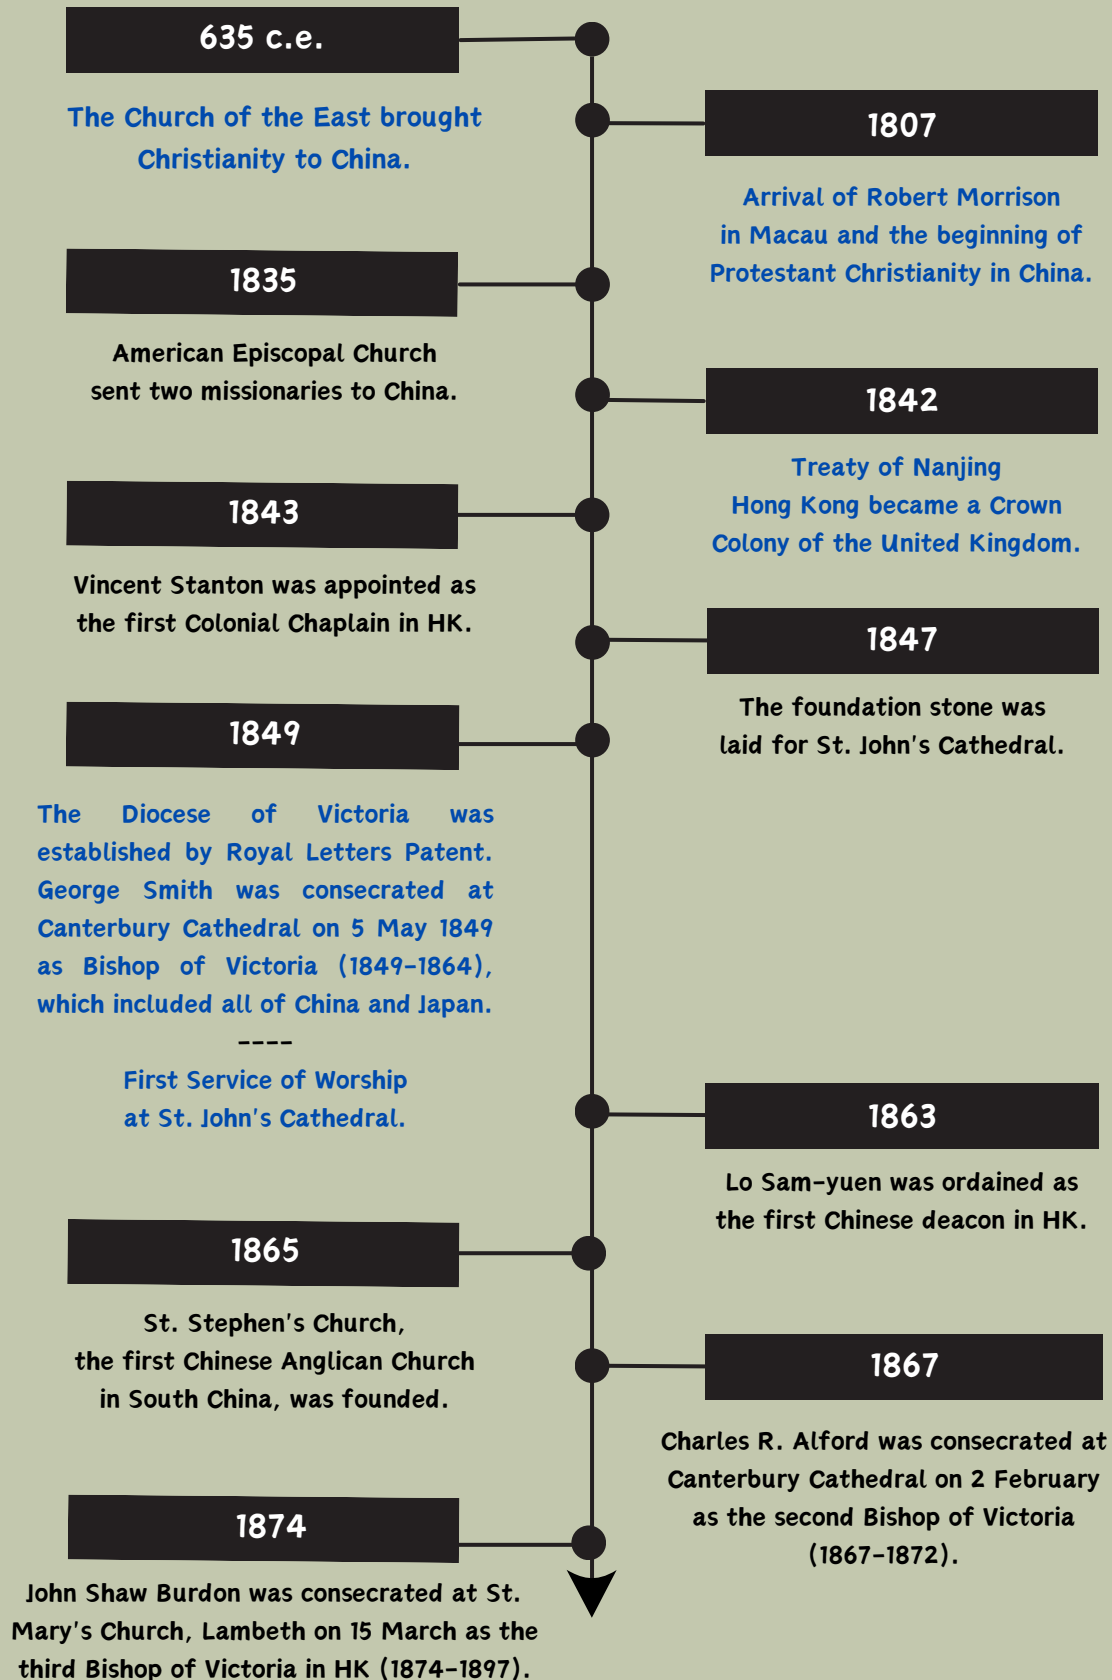 635 c.e.
The Church of the East brought
Christianity to China.
1807
Arrival of Robert Morrison
in Macau and the beginning of
Protestant Christianity in China.
1835
American Episcopal Church
sent two missionaries to China.
1842
Treaty of Nanjing
Hong Kong became a Crown
Colony of the United Kingdom.
1843
Vincent Stanton was appointed as
the first Colonial Chaplain in HK.
1847
The foundation stone was
laid for St. John's Cathedral.
1849
The Diocese of Victoria was
established by Royal Letters Patent.
George Smith was consecrated at
Canterbury Cathedral on 5 May 1849
as Bishop of Victoria (1849-1864),
which included all of China and Japan.
----
First Service of Worship
at St. John's Cathedral.
1863
Lo Sam-yuen was ordained as
the first Chinese deacon in HK.
1865
St. Stephen's Church,
the first Chinese Anglican Church
in South China, was founded.
1867
Charles R. Alford was consecrated at
Canterbury Cathedral on 2 February
as the second Bishop of Victoria
(1867-1872).
1874
John Shaw Burdon was consecrated at St.
Mary's Church, Lambeth on 15 March as the
third Bishop of Victoria in HK (1874-1897).